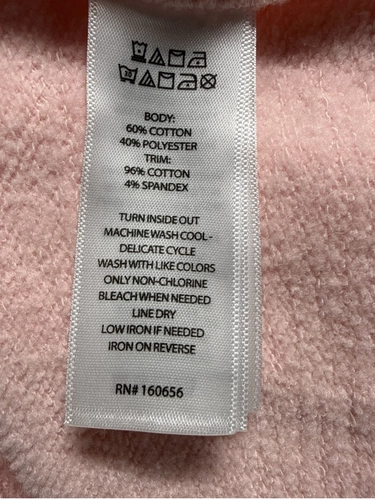 BODY:
60% COTTON
40% POLYESTER
TRIM:
96% COTTON
4% SPANDEX
TURN INSIDE OUT
MACHINE WASH COOL -
DELICATE CYCLE
WASH WITH LIKE COLORS
ONLY NON-CHLORINE
BLEACH WHEN NEEDED
LINE DRY
LOW IRON IF NEEDED
IRON ON REVERSE
RN# 160656